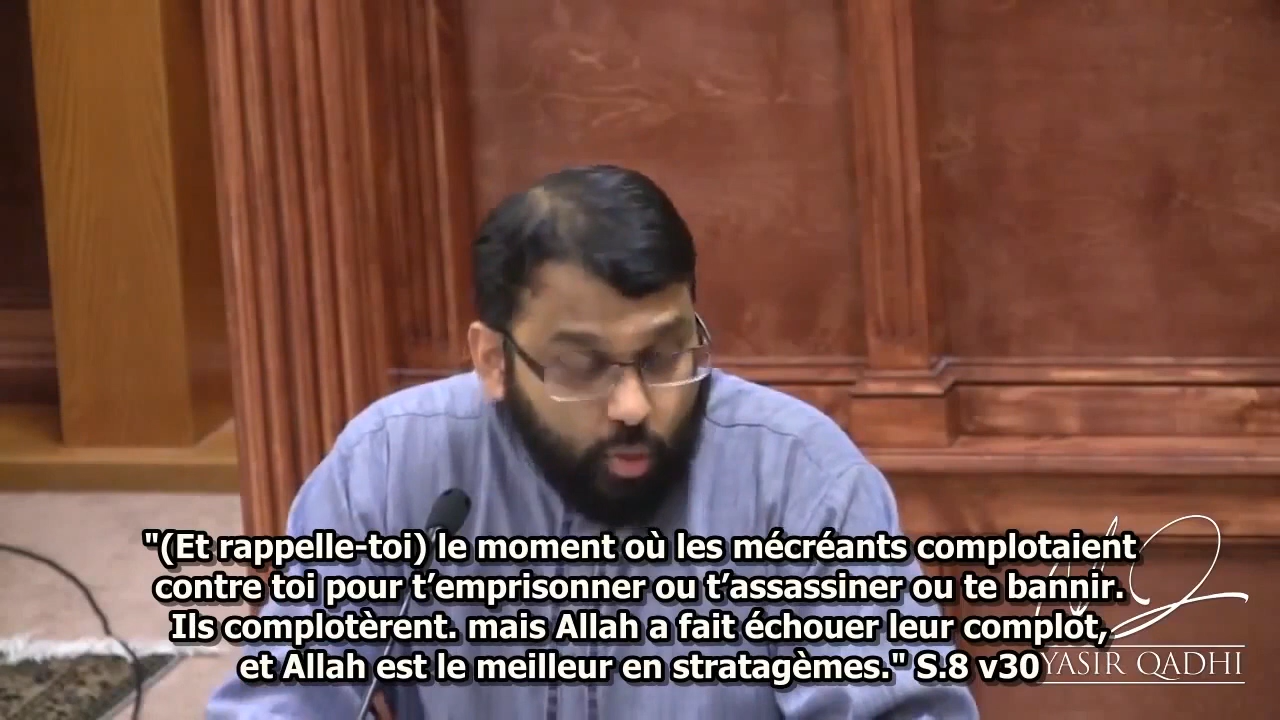 "(Et rappelle-toi) le moment où les mécréants complotaient
contre toi pour t’emprisonner ou t’assassiner ou te bannir.
Ils complotèrent. mais Allah a fait échouer leur complot,
et Allah est le meilleur en stratagèmes." S.8 v30
YASIR QADHI